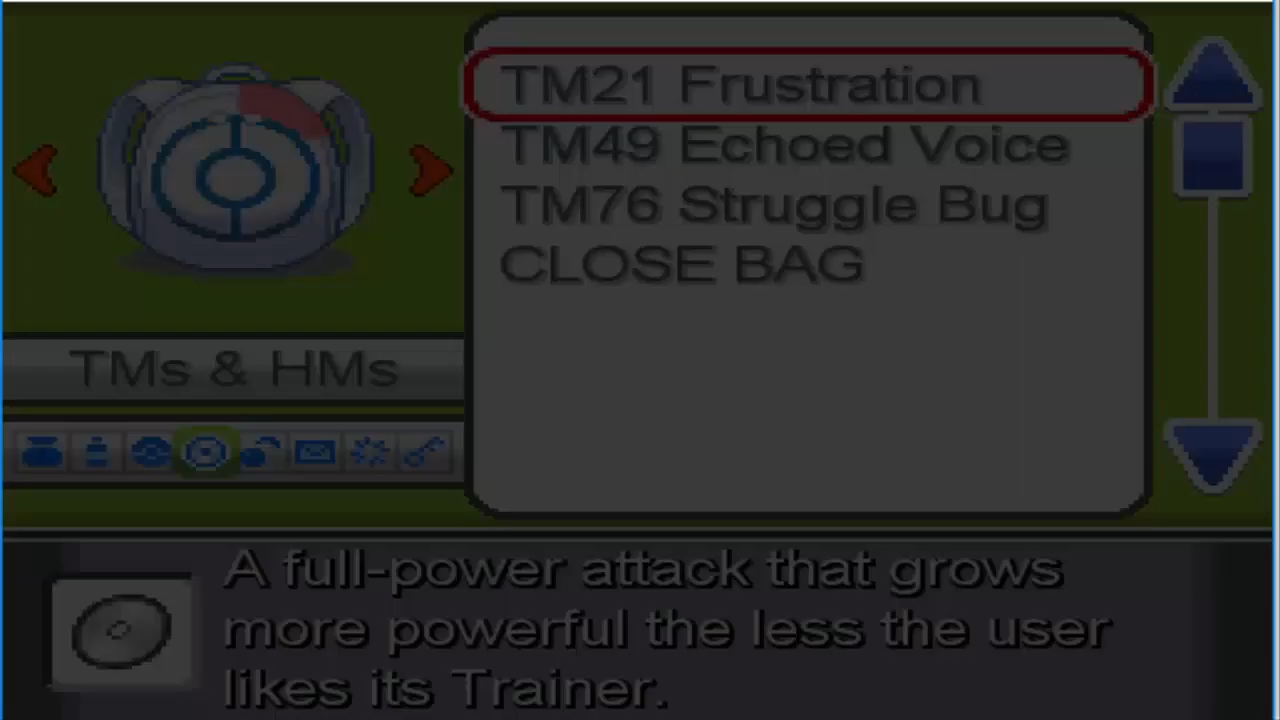 TM21 Frustration
TM49 Echoed Voice
TM76 Struggle Bug
CLOSE BAG
TMs & HMs
A full-power attack that grows
more powerful the less the user
likes its Trainer.